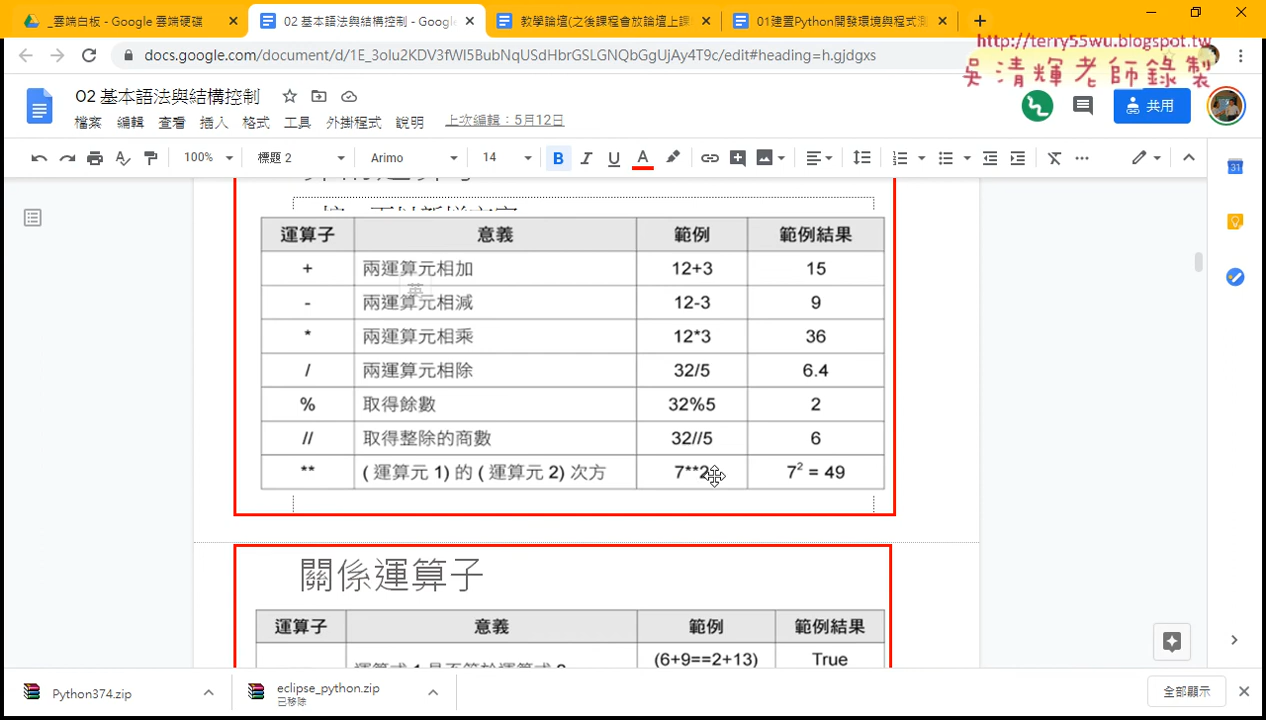 _雲端白板 - Google 雲端硬碟
02 基本語法與結構控制 - Google
教學論壇(之後課程會放論壇上課
01建置Python開發環境與程式測
http://terry55wu.blogspot.tw
吳清輝老師錄製
docs.google.com/document/d/1E_3oIu2KDV3fWI5BubNqUSdHbrGSLGNQbGgUjAy4T9c/edit#heading=h.gjdgxs
02 基本語法與結構控制
檔案 編輯 查看 插入 格式 工具 外掛程式 說明 上次編輯：5月12日
共用
100% 標題 2 Arimo 14 B I U A
31
運算子 意義 範例 範例結果
+ 兩運算元相加 12+3 15
英
- 兩運算元相減 12-3 9
* 兩運算元相乘 12*3 36
/ 兩運算元相除 32/5 6.4
% 取得餘數 32%5 2
// 取得整除的商數 32//5 6
** ( 運算元 1) 的 ( 運算元 2) 次方 7**2 7² = 49
關係運算子
運算子 意義 範例 範例結果
(6+9==2+13) True
Python374.zip
eclipse_python.zip
已移除
全部顯示